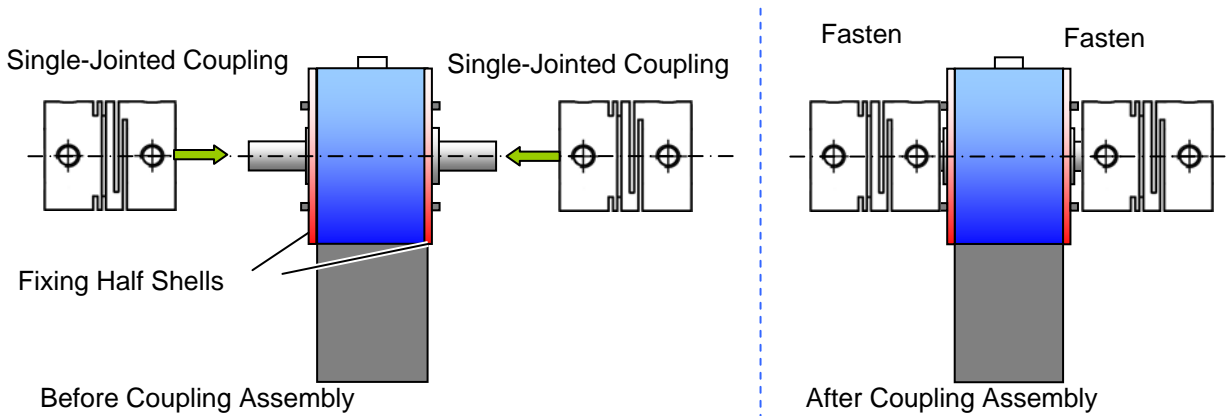 Single-Jointed Coupling
Single-Jointed Coupling
Fixing Half Shells
Before Coupling Assembly
Fasten
Fasten
After Coupling Assembly